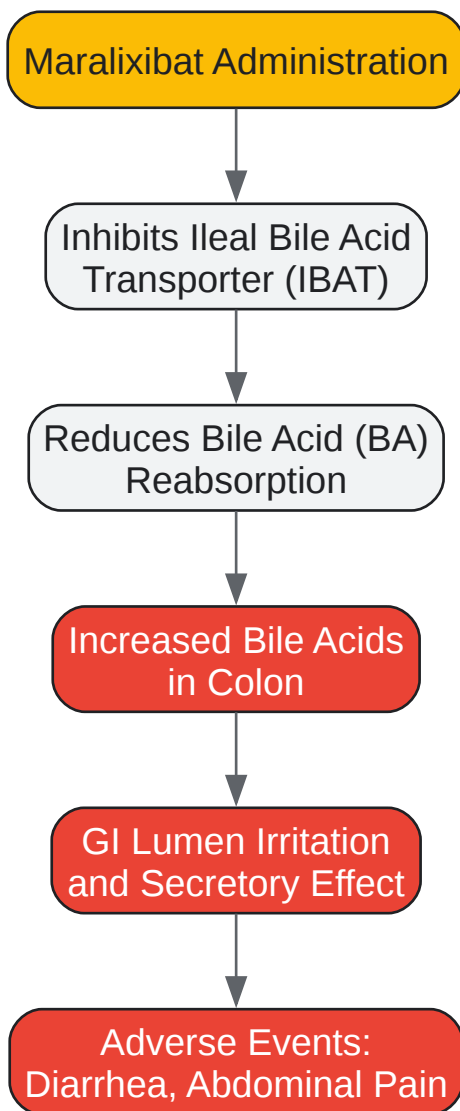 Maralixibat Administration
Inhibits Ileal Bile Acid
Transporter (IBAT)
Reduces Bile Acid (BA)
Reabsorption
Increased Bile Acids
in Colon
GI Lumen Irritation
and Secretory Effect
Adverse Events:
Diarrhea, Abdominal Pain